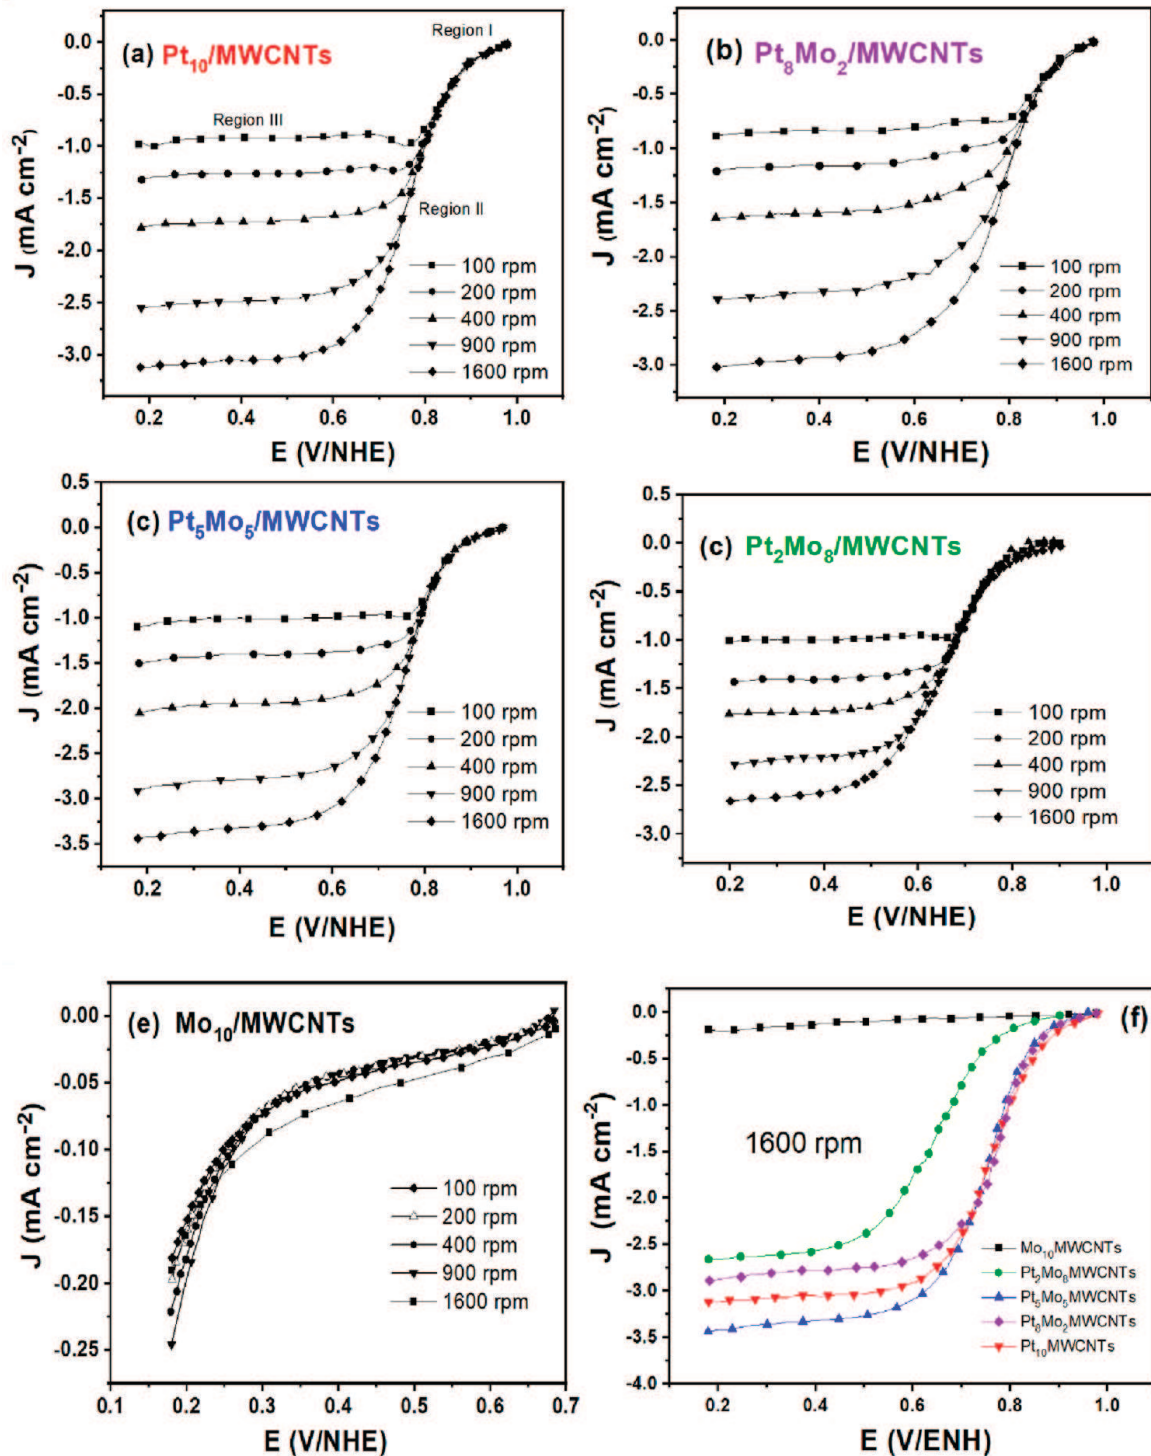 (a) Pt10/MWCNTs
Region I
Region III
Region II
0.0
-0.5
-1.0
-1.5
-2.0
-2.5
-3.0
J (mA cm−2)
100 rpm
200 rpm
400 rpm
900 rpm
1600 rpm
0.2 0.4 0.6 0.8 1.0
E (V/NHE)
(b)
Pt8Mo2/MWCNTs
0.0
-0.5
-1.0
-1.5
-2.0
-2.5
-3.0
J (mA cm−2)
100 rpm
200 rpm
400 rpm
900 rpm
1600 rpm
0.2 0.4 0.6 0.8 1.0
E (V/NHE)
(c) Pt5Mo5/MWCNTs
0.5
0.0
-0.5
-1.0
-1.5
-2.0
-2.5
-3.0
-3.5
J (mA cm−2)
100 rpm
200 rpm
400 rpm
900 rpm
1600 rpm
0.2 0.4 0.6 0.8 1.0
E (V/NHE)
(c) Pt2Mo8/MWCNTs
0.5
0.0
-0.5
-1.0
-1.5
-2.0
-2.5
-3.0
J (mA cm−2)
100 rpm
200 rpm
400 rpm
900 rpm
1600 rpm
0.2 0.4 0.6 0.8 1.0
E (V/NHE)
(e) Mo10/MWCNTs
0.00
-0.05
-0.10
-0.15
-0.20
-0.25
J (mA cm−2)
100 rpm
200 rpm
400 rpm
900 rpm
1600 rpm
0.1 0.2 0.3 0.4 0.5 0.6 0.7
E (V/NHE)
(f)
0.0
-0.5
-1.0
-1.5
-2.0
-2.5
-3.0
-3.5
-4.0
J (mA cm−2)
1600 rpm
Mo10MWCNTs
Pt2Mo8MWCNTs
Pt5Mo5MWCNTs
Pt8Mo2MWCNTs
Pt10MWCNTs
0.2 0.4 0.6 0.8 1.0
E (V/ENH)